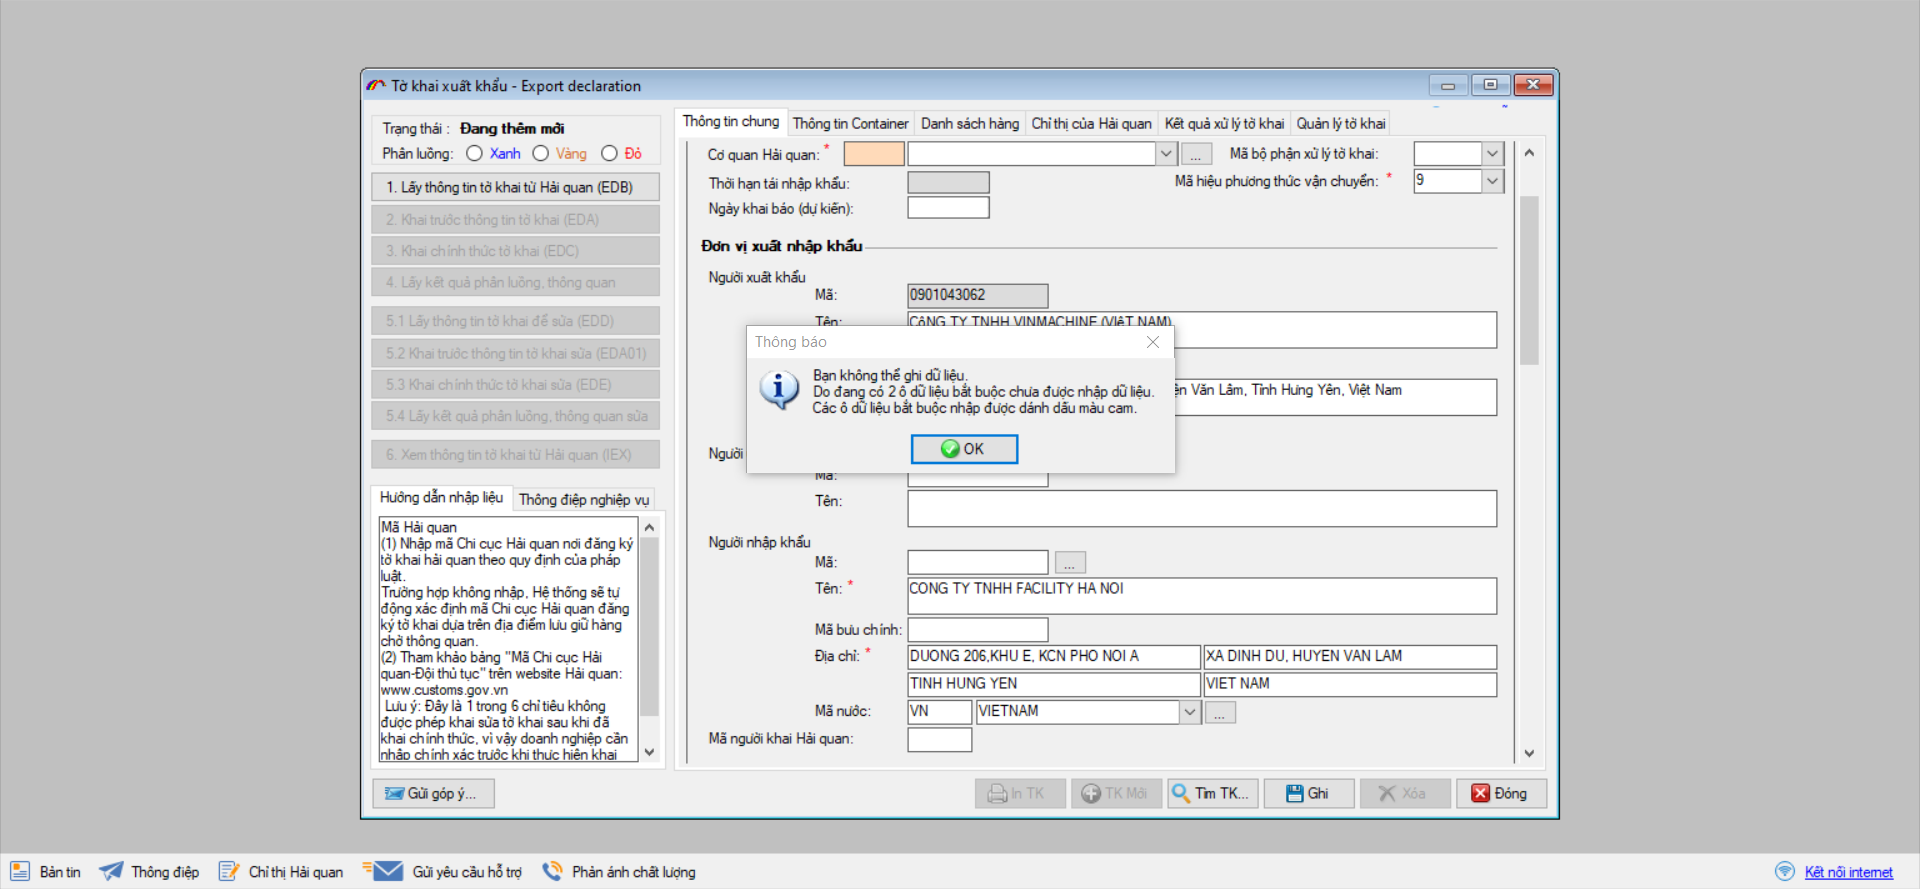 Tờ khai xuất khẩu - Export declaration
Trạng thái : Đang thêm mới
Phân luồng: Xanh Vàng Đỏ
1. Lấy thông tin tờ khai từ Hải quan (EDB)
2. Khai trước thông tin tờ khai (EDA)
3. Khai chính thức tờ khai (EDC)
4. Lấy kết quả phân luồng, thông quan
5.1 Lấy thông tin tờ khai để sửa (EDD)
5.2 Khai trước thông tin tờ khai sửa (EDA01)
5.3 Khai chính thức tờ khai sửa (EDE)
5.4 Lấy kết quả phân luồng, thông quan sửa
6. Xem thông tin tờ khai từ Hải quan (IEX)
Hướng dẫn nhập liệu Thông điệp nghiệp vụ
Mã Hải quan
(1) Nhập mã Chi cục Hải quan nơi đăng ký
tờ khai hải quan theo quy định của pháp
luật.
Trường hợp không nhập, Hệ thống sẽ tự
động xác định mã Chi cục Hải quan đăng
ký tờ khai dựa trên địa điểm lưu giữ hàng
chờ thông quan.
(2) Tham khảo bảng "Mã Chi cục Hải
quan-Đội thủ tục" trên website Hải quan:
www.customs.gov.vn
Lưu ý: Đây là 1 trong 6 chỉ tiêu không
được phép khai sửa tờ khai sau khi đã
khai chính thức, vì vậy doanh nghiệp cần
nhập chính xác trước khi thực hiện khai
Gửi góp ý...
Thông tin chung Thông tin Container Danh sách hàng Chỉ thị của Hải quan Kết quả xử lý tờ khai Quản lý tờ khai
Cơ quan Hải quan: * ... Mã bộ phận xử lý tờ khai:
Thời hạn tái nhập khẩu: Mã hiệu phương thức vận chuyển: * 9
Ngày khai báo (dự kiến):
Đơn vị xuất nhập khẩu
Người xuất khẩu
Mã: 0901043062
Tên: CôNG TY TNHH VINMACHINE (VIệT NAM)
Văn Lâm, Tỉnh Hưng Yên, Việt Nam
Thông báo
Bạn không thể ghi dữ liệu.
Do đang có 2 ô dữ liệu bắt buộc chưa được nhập dữ liệu.
Các ô dữ liệu bắt buộc nhập được dánh dấu màu cam.
OK
Người
Mã:
Tên:
Người nhập khẩu
Mã: ...
Tên: * CONG TY TNHH FACILITY HA NOI
Mã bưu chính:
Địa chỉ: * DUONG 206,KHU E, KCN PHO NOI A XA DINH DU, HUYEN VAN LAM
TINH HUNG YEN VIET NAM
Mã nước: VN VIETNAM ...
Mã người khai Hải quan:
In TK TK Mới Tìm TK... Ghi Xóa Đóng
Bản tin Thông điệp Chỉ thị Hải quan Gửi yêu cầu hỗ trợ Phản ánh chất lượng Kết nối internet